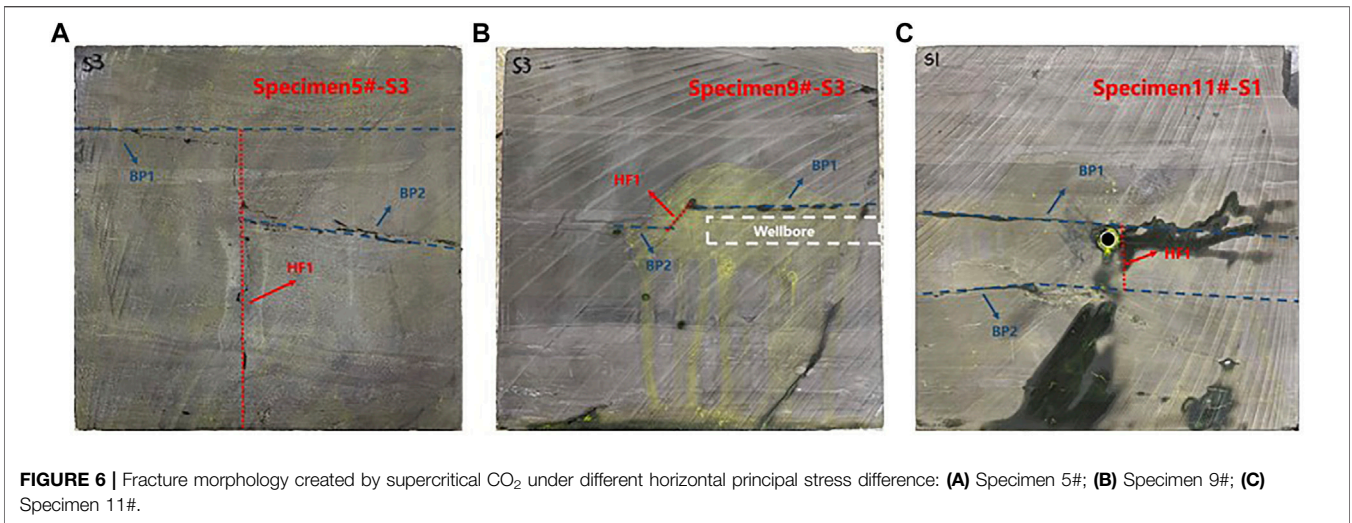 A
B
C
S3
Specimen5#-S3
BP1
BP2
HF1
S3
Specimen9#-S3
HF1
BP1
Wellbore
BP2
S1
Specimen11#-S1
BP1
HF1
BP2
FIGURE 6 | Fracture morphology created by supercritical CO₂ under different horizontal principal stress difference: (A) Specimen 5#; (B) Specimen 9#; (C)
Specimen 11#.